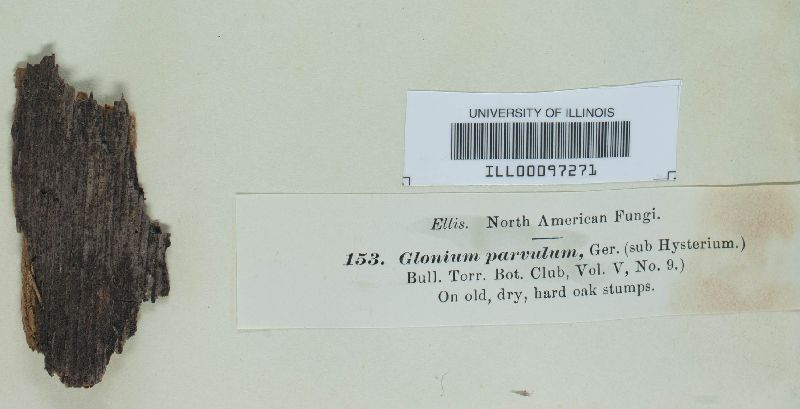 UNIVERSITY OF ILLINOIS
ILL00097271
Ellis. North American Fungi.
153. Glonium parvulum, Ger. (sub Hysterium.)
Bull. Torr. Bot. Club, Vol. V, No. 9.)
On old, dry, hard oak stumps.